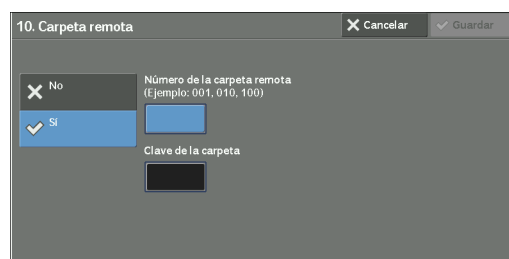 10. Carpeta remota
Cancelar
Guardar
No
Sí
Número de la carpeta remota
(Ejemplo: 001, 010, 100)
Clave de la carpeta